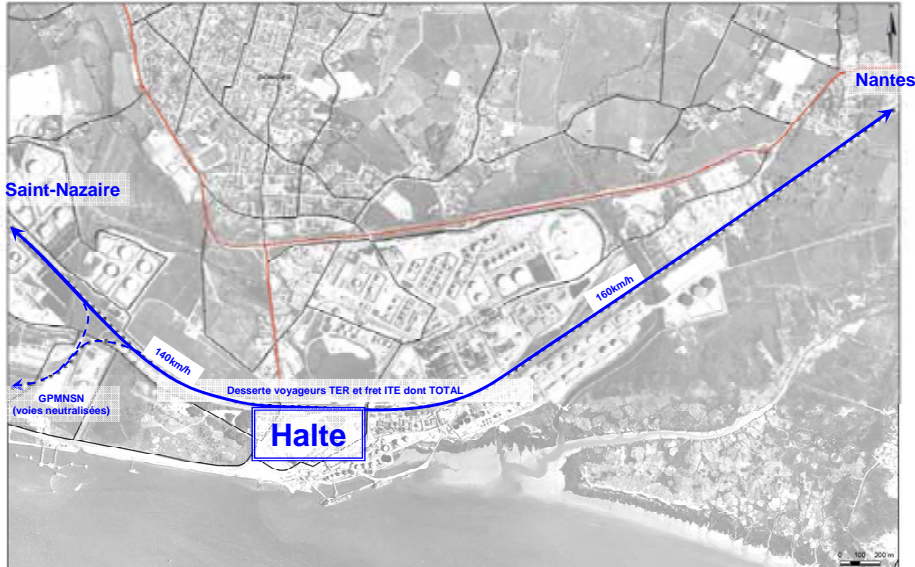 Nantes
Saint-Nazaire
160km/h
140km/h
Desserte voyageurs TER et fret ITE dont TOTAL
GPMNSN
(voies neutralisées)
Halte
0 100 200 m